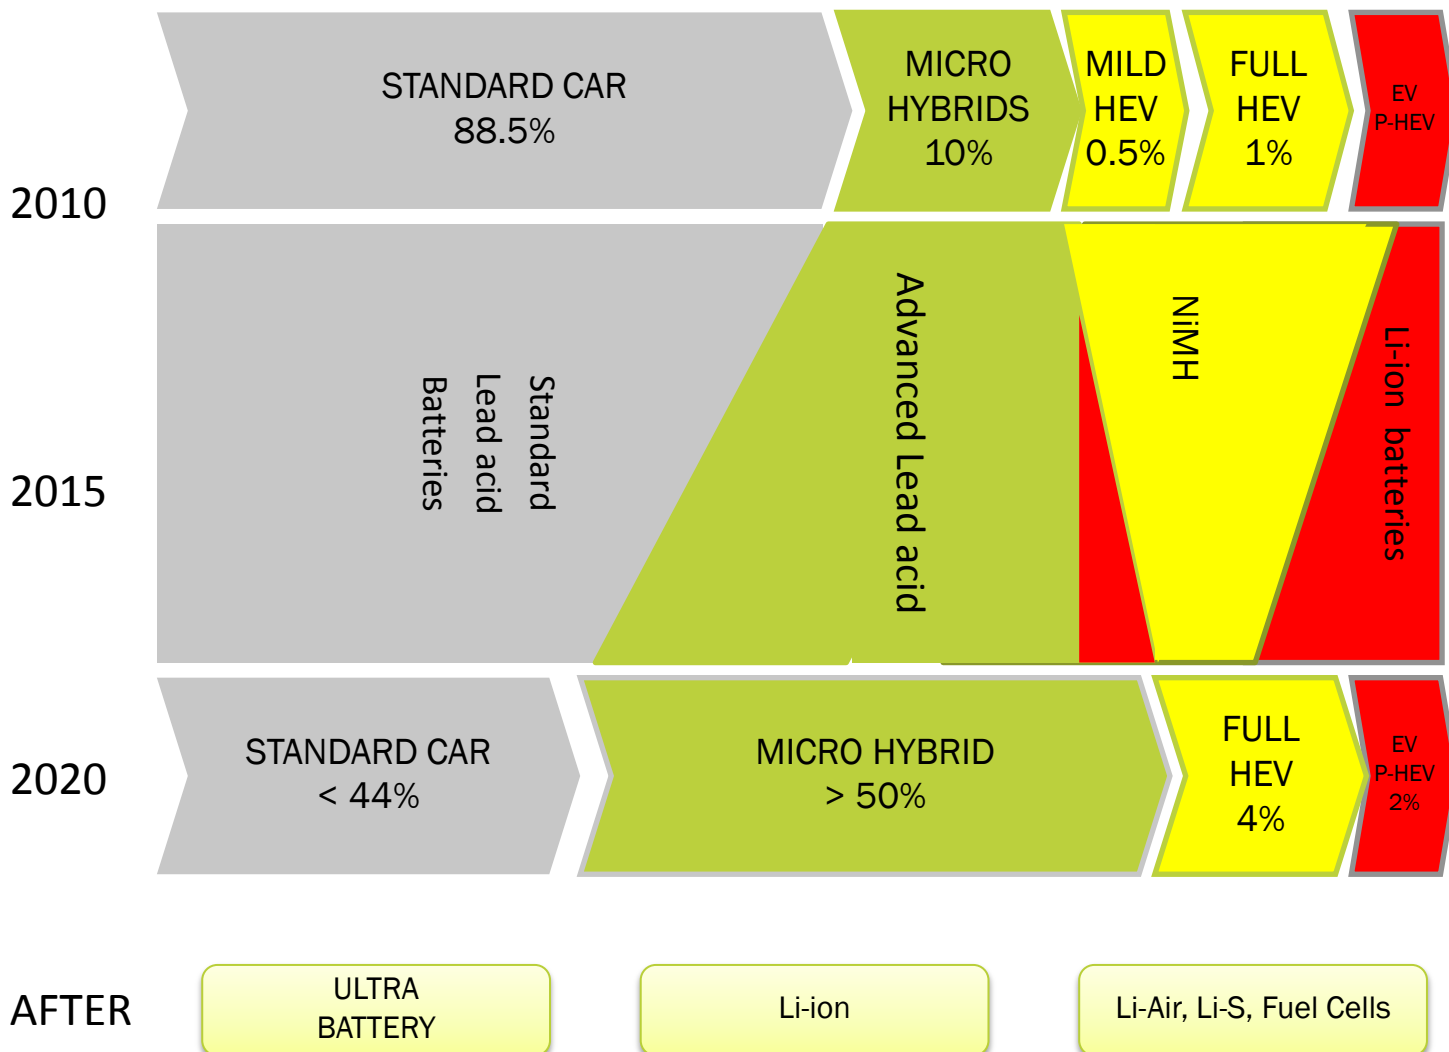 STANDARD CAR
88.5%
MICRO
HYBRIDS
10%
MILD
HEV
0.5%
FULL
HEV
1%
EV
P-HEV
2010
Standard
Lead acid
Batteries
Advanced Lead acid
NiMH
Li-ion batteries
2015
2020
STANDARD CAR
< 44%
MICRO HYBRID
> 50%
FULL
HEV
4%
EV
P-HEV
2%
AFTER
ULTRA
BATTERY
Li-ion
Li-Air, Li-S, Fuel Cells